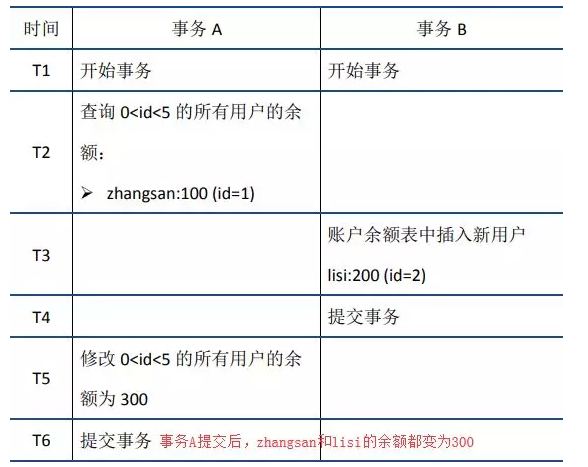 时间 事务 A 事务 B
T1 开始事务 开始事务
查询 0<id<5 的所有用户的余
T2 额：
➢ zhangsan:100 (id=1)
账户余额表中插入新用户
T3
lisi:200 (id=2)
T4 提交事务
修改 0<id<5 的所有用户的余
T5
额为 300
T6 提交事务 事务A提交后，zhangsan和lisi的余额都变为300